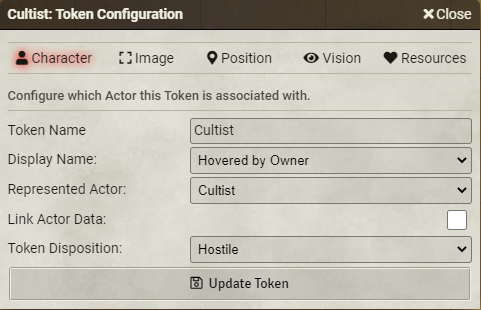 Cultist: Token Configuration Close
Character Image Position Vision Resources
Configure which Actor this Token is associated with.
Token Name Cultist
Display Name: Hovered by Owner
Represented Actor: Cultist
Link Actor Data:
Token Disposition: Hostile
Update Token